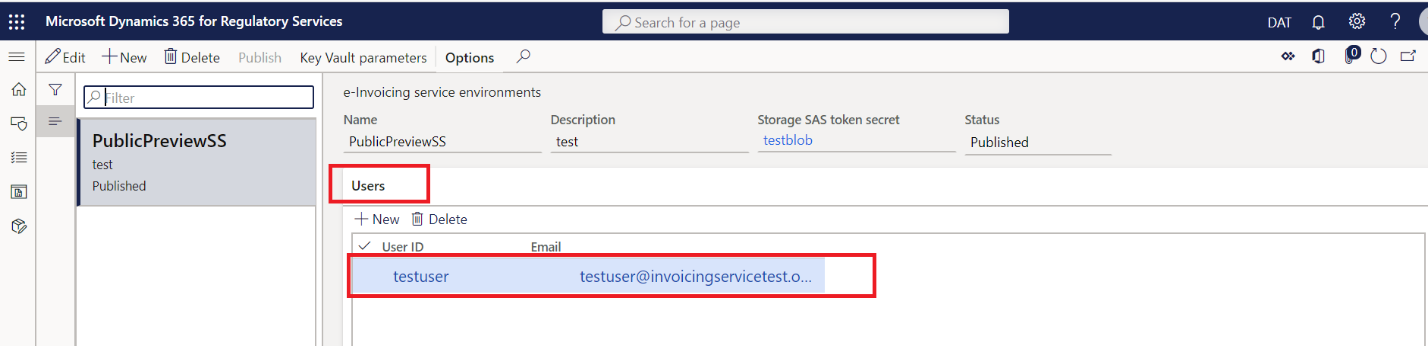 Microsoft Dynamics 365 for Regulatory Services
Search for a page
DAT
?
Edit
New
Delete
Publish
Key Vault parameters
Options
0
Filter
PublicPreviewSS
test
Published
e-Invoicing service environments
Name Description Storage SAS token secret Status
PublicPreviewSS test testblob Published
Users
New Delete
User ID Email
testuser testuser@invoicingservicetest.o...